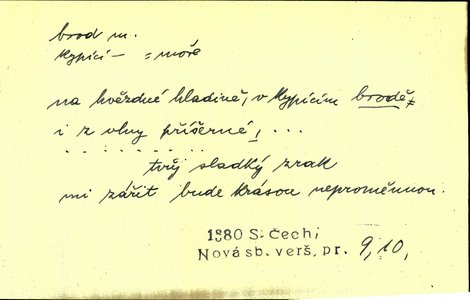 brod m.
kypící — = moře
na hvězdné hladině, v kypícím brodě,
i z vlny příšerné, ...
. . . . . . . .
tvůj sladký zrak
mi zářit bude krásou neproměnnou.
1880 S. Čech,
Nová sb. verš. pr. 9, 10,